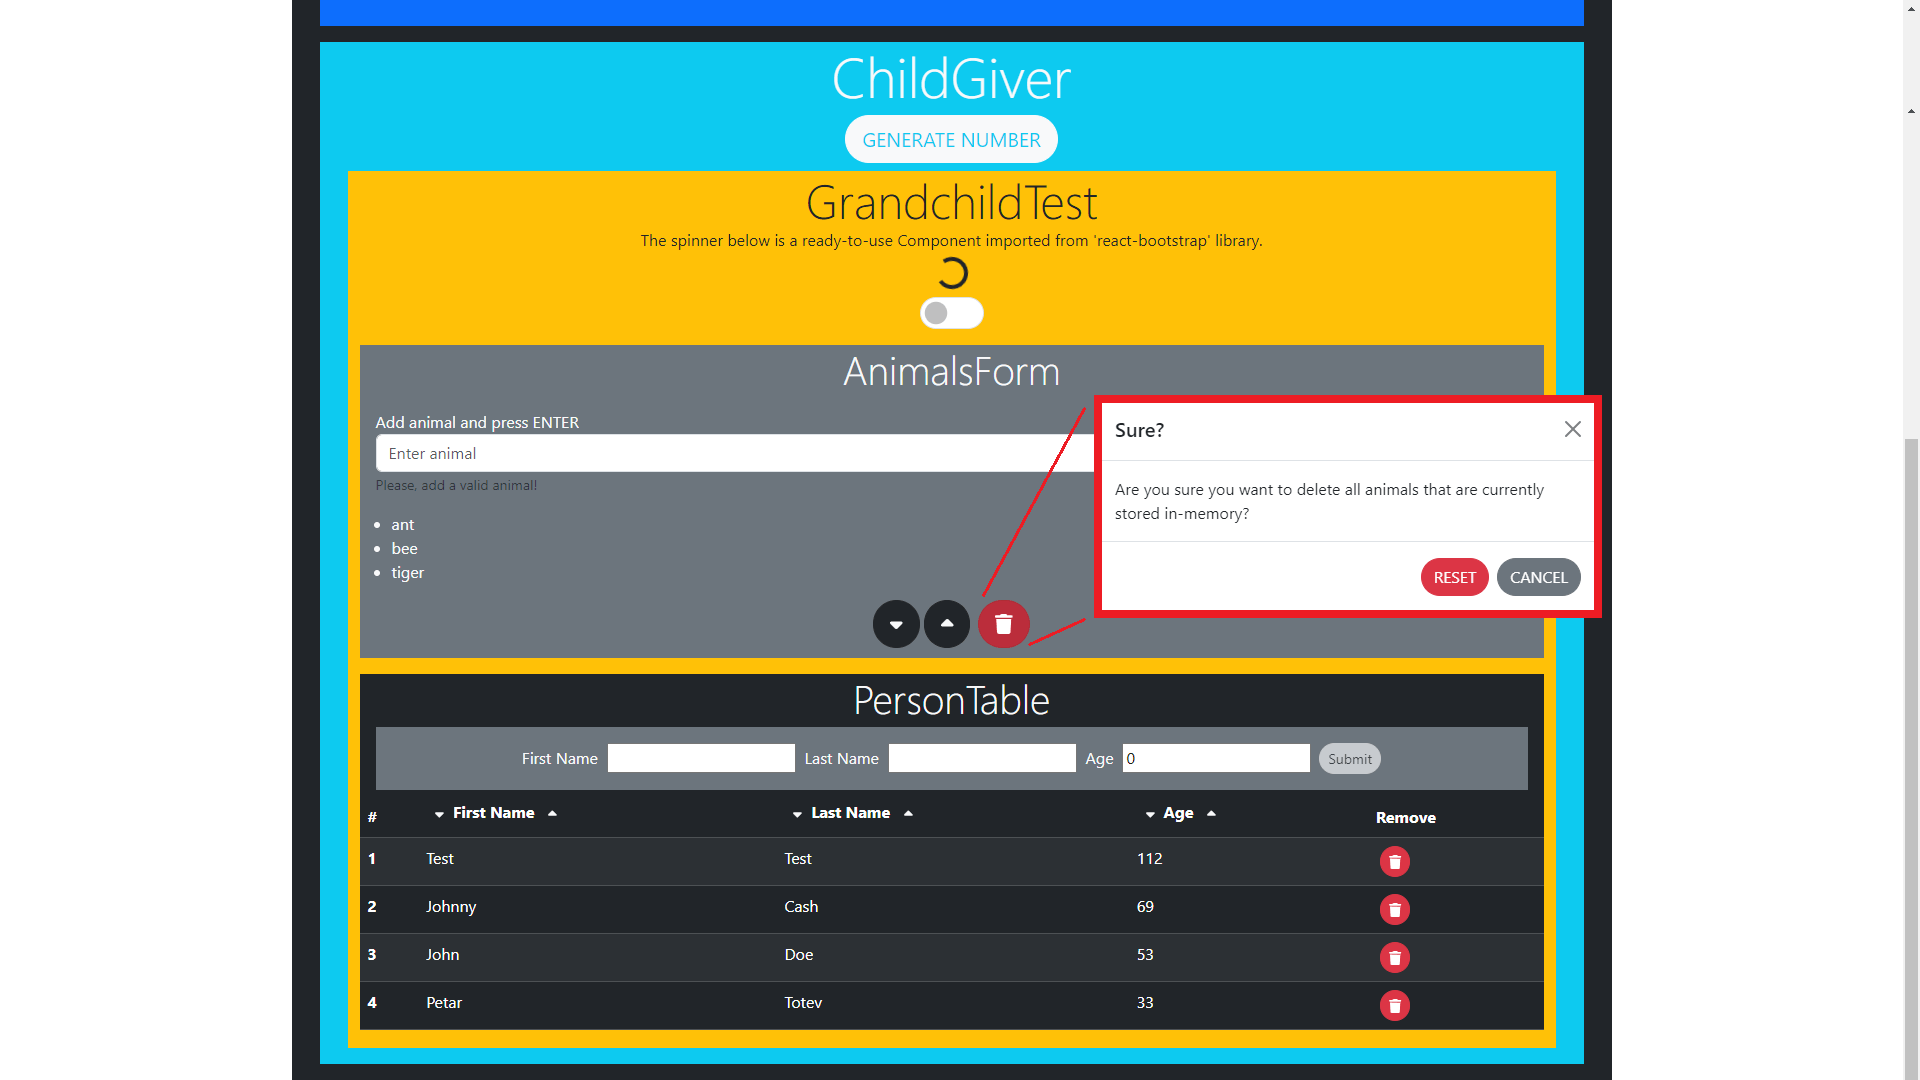 ChildGiver
GENERATE NUMBER
GrandchildTest
The spinner below is a ready-to-use Component imported from 'react-bootstrap' library.
AnimalsForm
Add animal and press ENTER
Enter animal
Please, add a valid animal!
ant
bee
tiger
Sure?
Are you sure you want to delete all animals that are currently
stored in-memory?
RESET CANCEL
PersonTable
First Name Last Name Age 0 Submit
# First Name Last Name Age Remove
1 Test Test 112
2 Johnny Cash 69
3 John Doe 53
4 Petar Totev 33